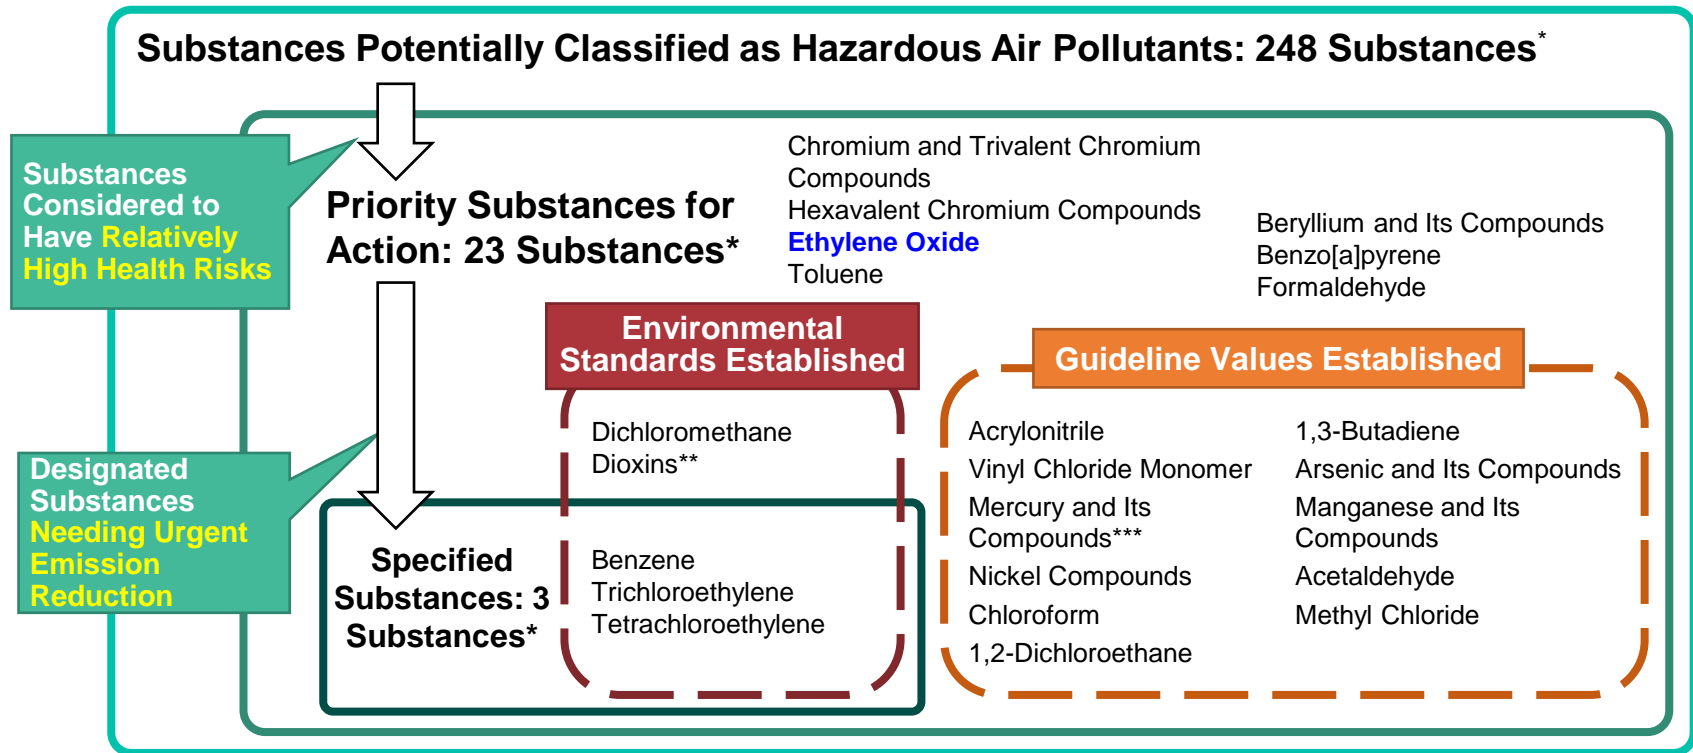 Substances Potentially Classified as Hazardous Air Pollutants: 248 Substances*
Substances
Considered to
Have Relatively
High Health Risks
Priority Substances for
Action: 23 Substances*
Chromium and Trivalent Chromium
Compounds
Hexavalent Chromium Compounds
Ethylene Oxide
Toluene
Beryllium and Its Compounds
Benzo[a]pyrene
Formaldehyde
Environmental
Standards Established
Dichloromethane
Dioxins**
Guideline Values Established
Acrylonitrile
Vinyl Chloride Monomer
Mercury and Its
Compounds***
Nickel Compounds
Chloroform
1,2-Dichloroethane
1,3-Butadiene
Arsenic and Its Compounds
Manganese and Its
Compounds
Acetaldehyde
Methyl Chloride
Designated
Substances
Needing Urgent
Emission
Reduction
Specified
Substances: 3
Substances*
Benzene
Trichloroethylene
Tetrachloroethylene